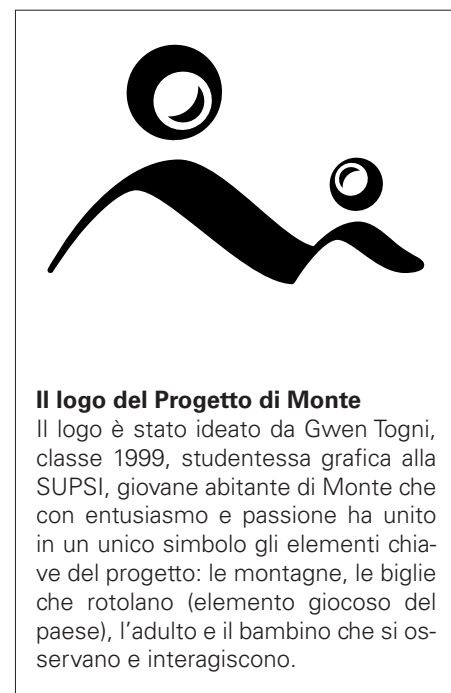 Il logo del Progetto di Monte
Il logo è stato ideato da Gwen Togni,
classe 1999, studentessa grafica alla
SUPSI, giovane abitante di Monte che
con entusiasmo e passione ha unito
in un unico simbolo gli elementi chia-
ve del progetto: le montagne, le biglie
che rotolano (elemento giocoso del
paese), l’adulto e il bambino che si os-
servano e interagiscono.